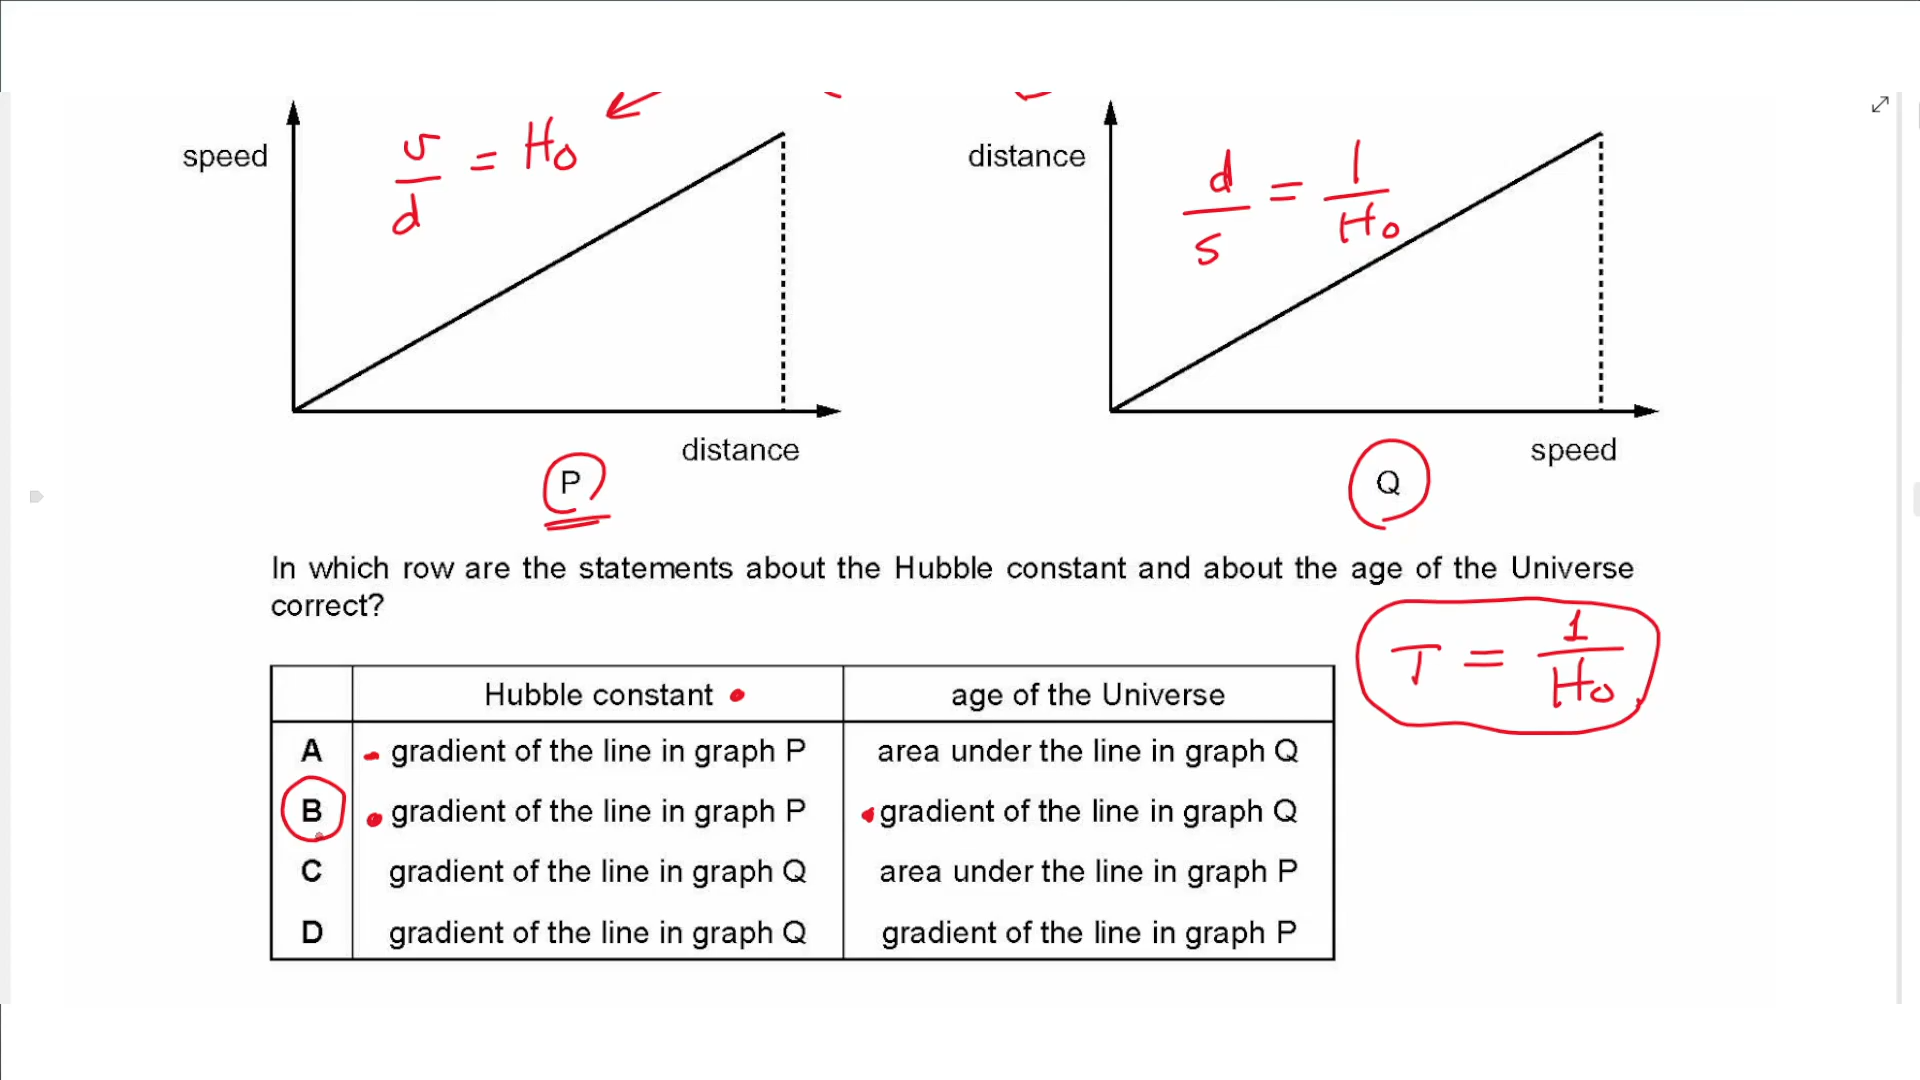 speed
v/d = H₀
distance
P
distance
d/s = 1/H₀
speed
Q
In which row are the statements about the Hubble constant and about the age of the Universe
correct?
T = 1/H₀
Hubble constant age of the Universe
A gradient of the line in graph P area under the line in graph Q
B gradient of the line in graph P gradient of the line in graph Q
C gradient of the line in graph Q area under the line in graph P
D gradient of the line in graph Q gradient of the line in graph P